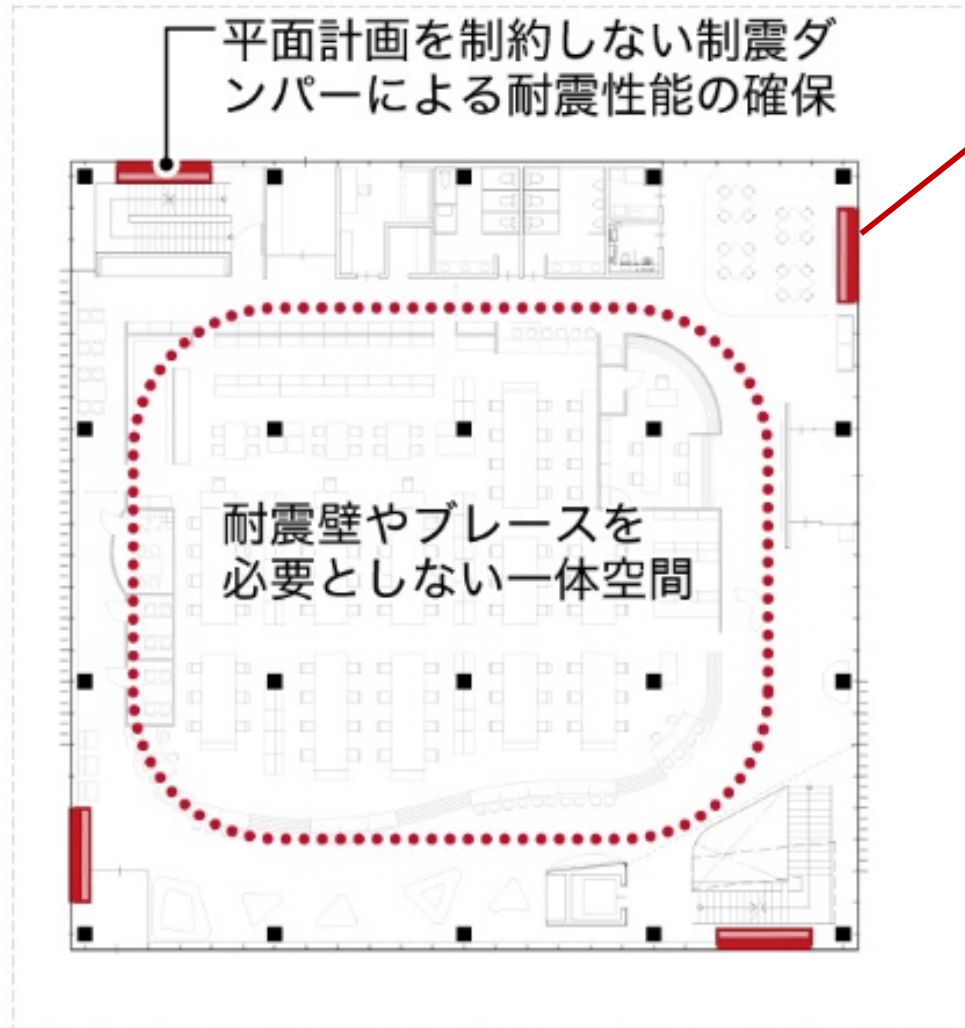 平面計画を制約しない制震ダ
ンパーによる耐震性能の確保
耐震壁やブレースを
必要としない一体空間